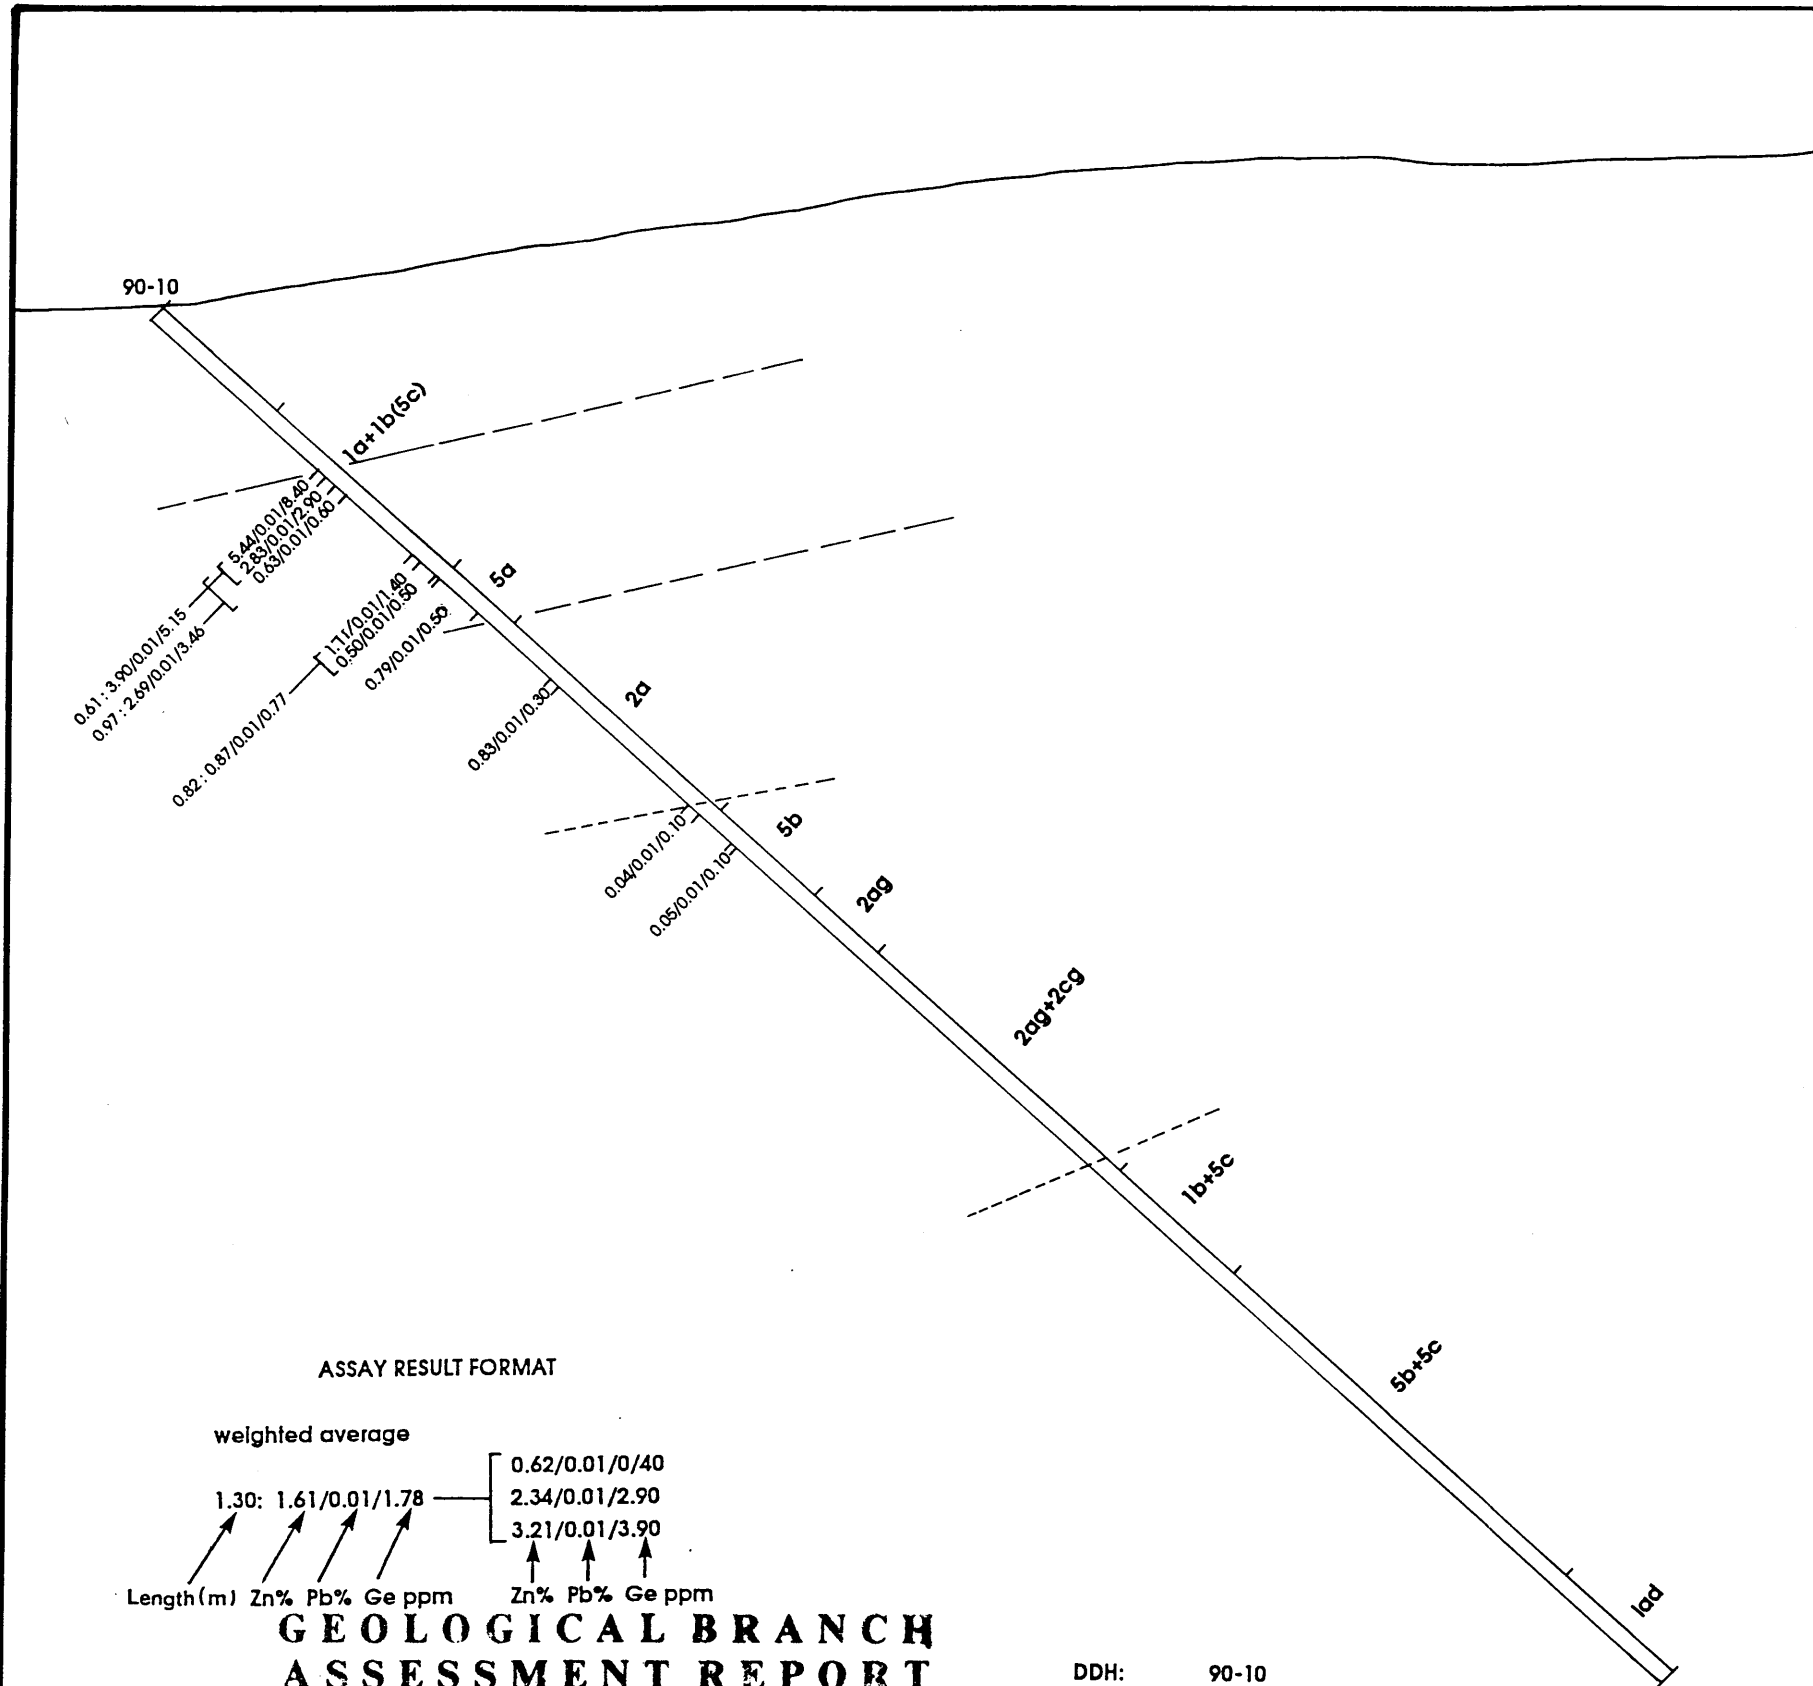 90-10
1a+1b(5c)
5.44/0.01/8.40
2.83/0.01/2.90
0.63/0.01/0.60
0.61: 3.90/0.01/5.15
0.97: 2.69/0.01/3.46
5a
1.11/0.01/1.40
0.50/0.01/0.50
0.82: 0.87/0.01/0.77
0.79/0.01/0.50
2a
0.83/0.01/0.30
5b
0.04/0.01/0.10
0.05/0.01/0.10
2ag
2ag+2cg
1b+5c
5b+5c
1ad
ASSAY RESULT FORMAT
weighted average
0.62/0.01/0/40
1.30: 1.61/0.01/1.78
2.34/0.01/2.90
3.21/0.01/3.90
Length(m) Zn% Pb% Ge ppm Zn% Pb% Ge ppm
GEOLOGICAL BRANCH
ASSESSMENT REPORT
DDH: 90-10